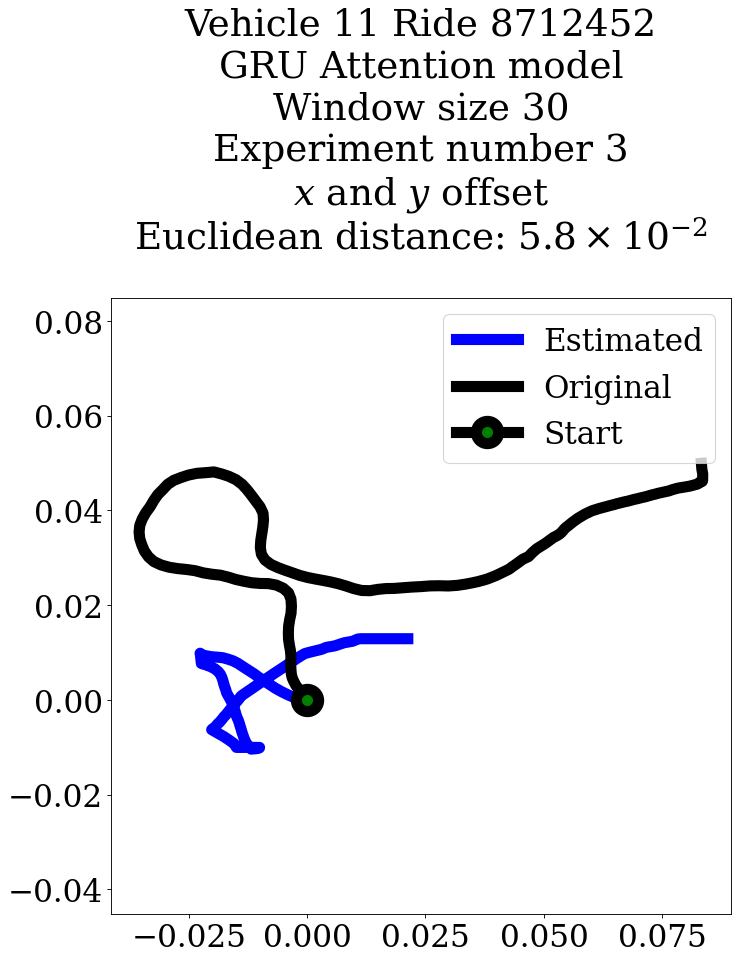 Vehicle 11 Ride 8712452
GRU Attention model
Window size 30
Experiment number 3
x and y offset
Euclidean distance: 5.8 × 10⁻²
Estimated
Original
Start
0.08
0.06
0.04
0.02
0.00
−0.02
−0.04
−0.025 0.000 0.025 0.050 0.075